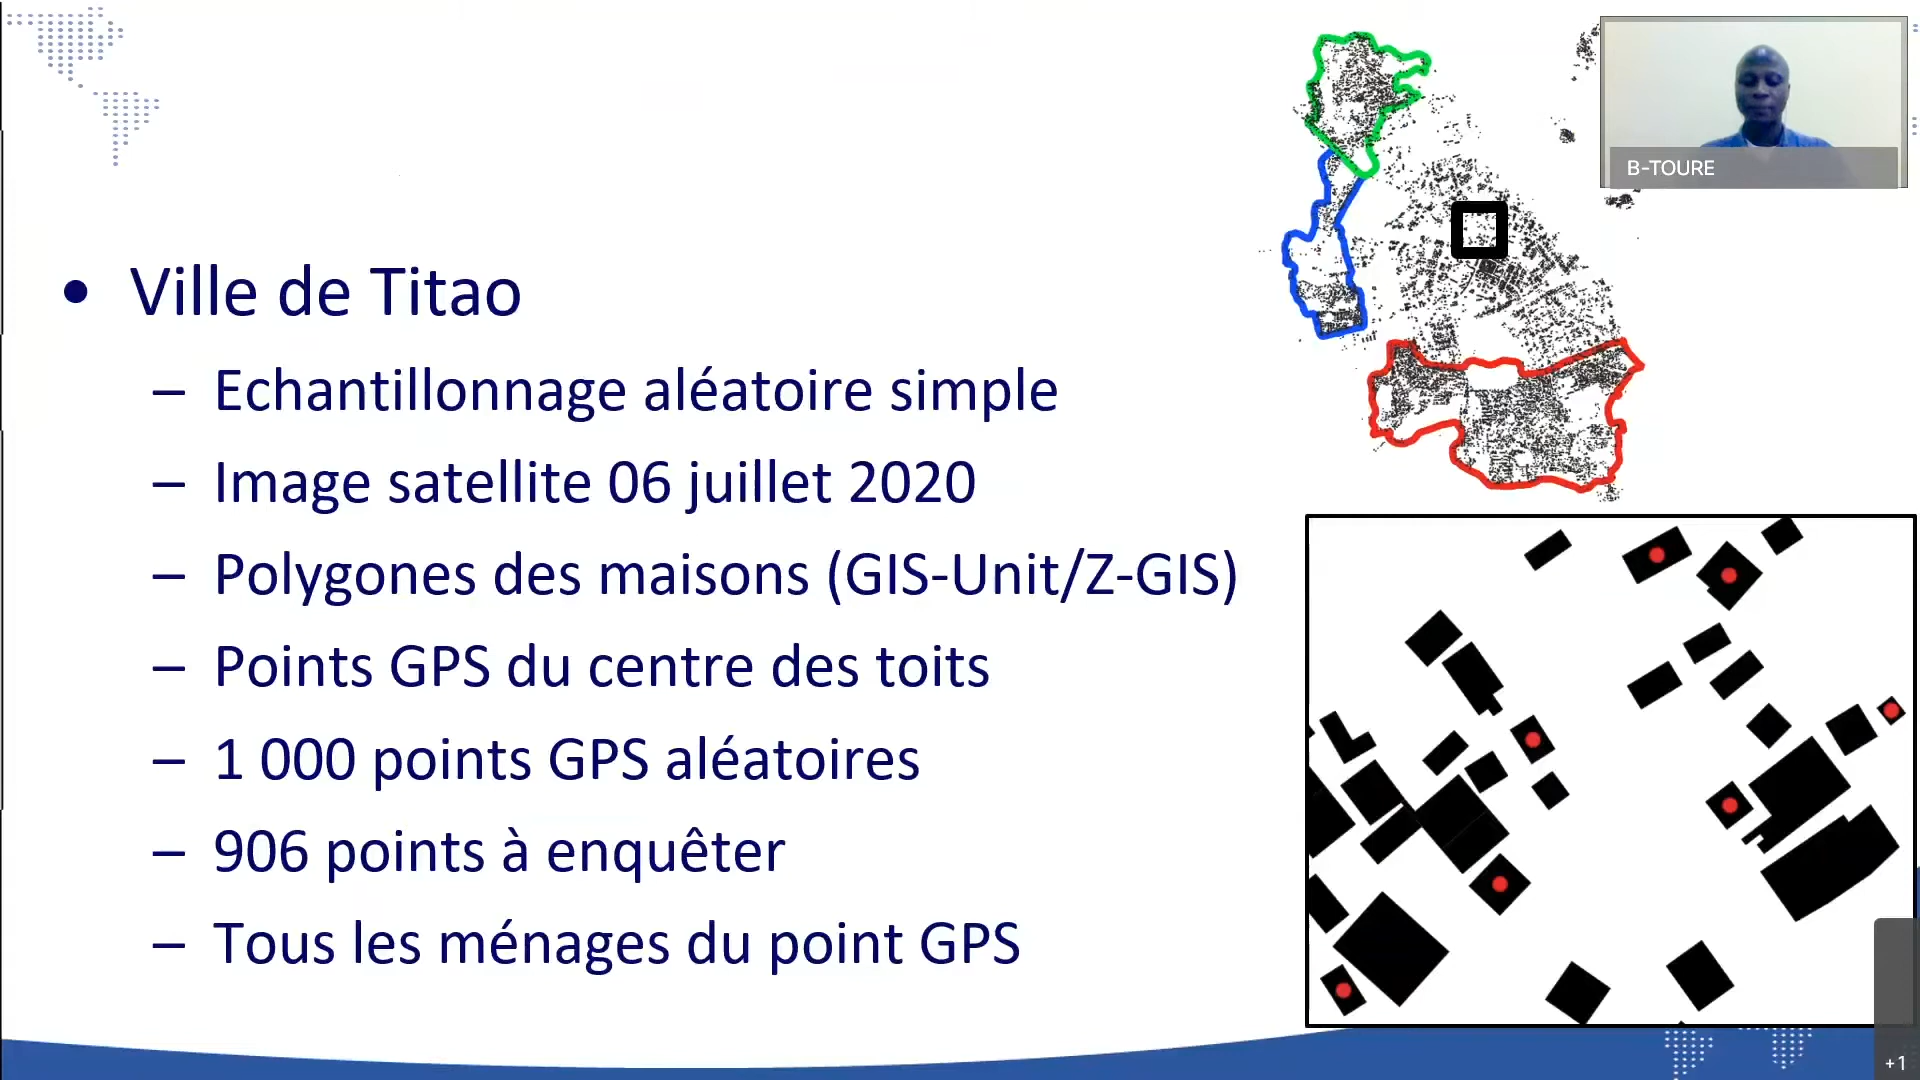 B-TOURE
• Ville de Titao
– Echantillonnage aléatoire simple
– Image satellite 06 juillet 2020
– Polygones des maisons (GIS-Unit/Z-GIS)
– Points GPS du centre des toits
– 1 000 points GPS aléatoires
– 906 points à enquêter
– Tous les ménages du point GPS
+1